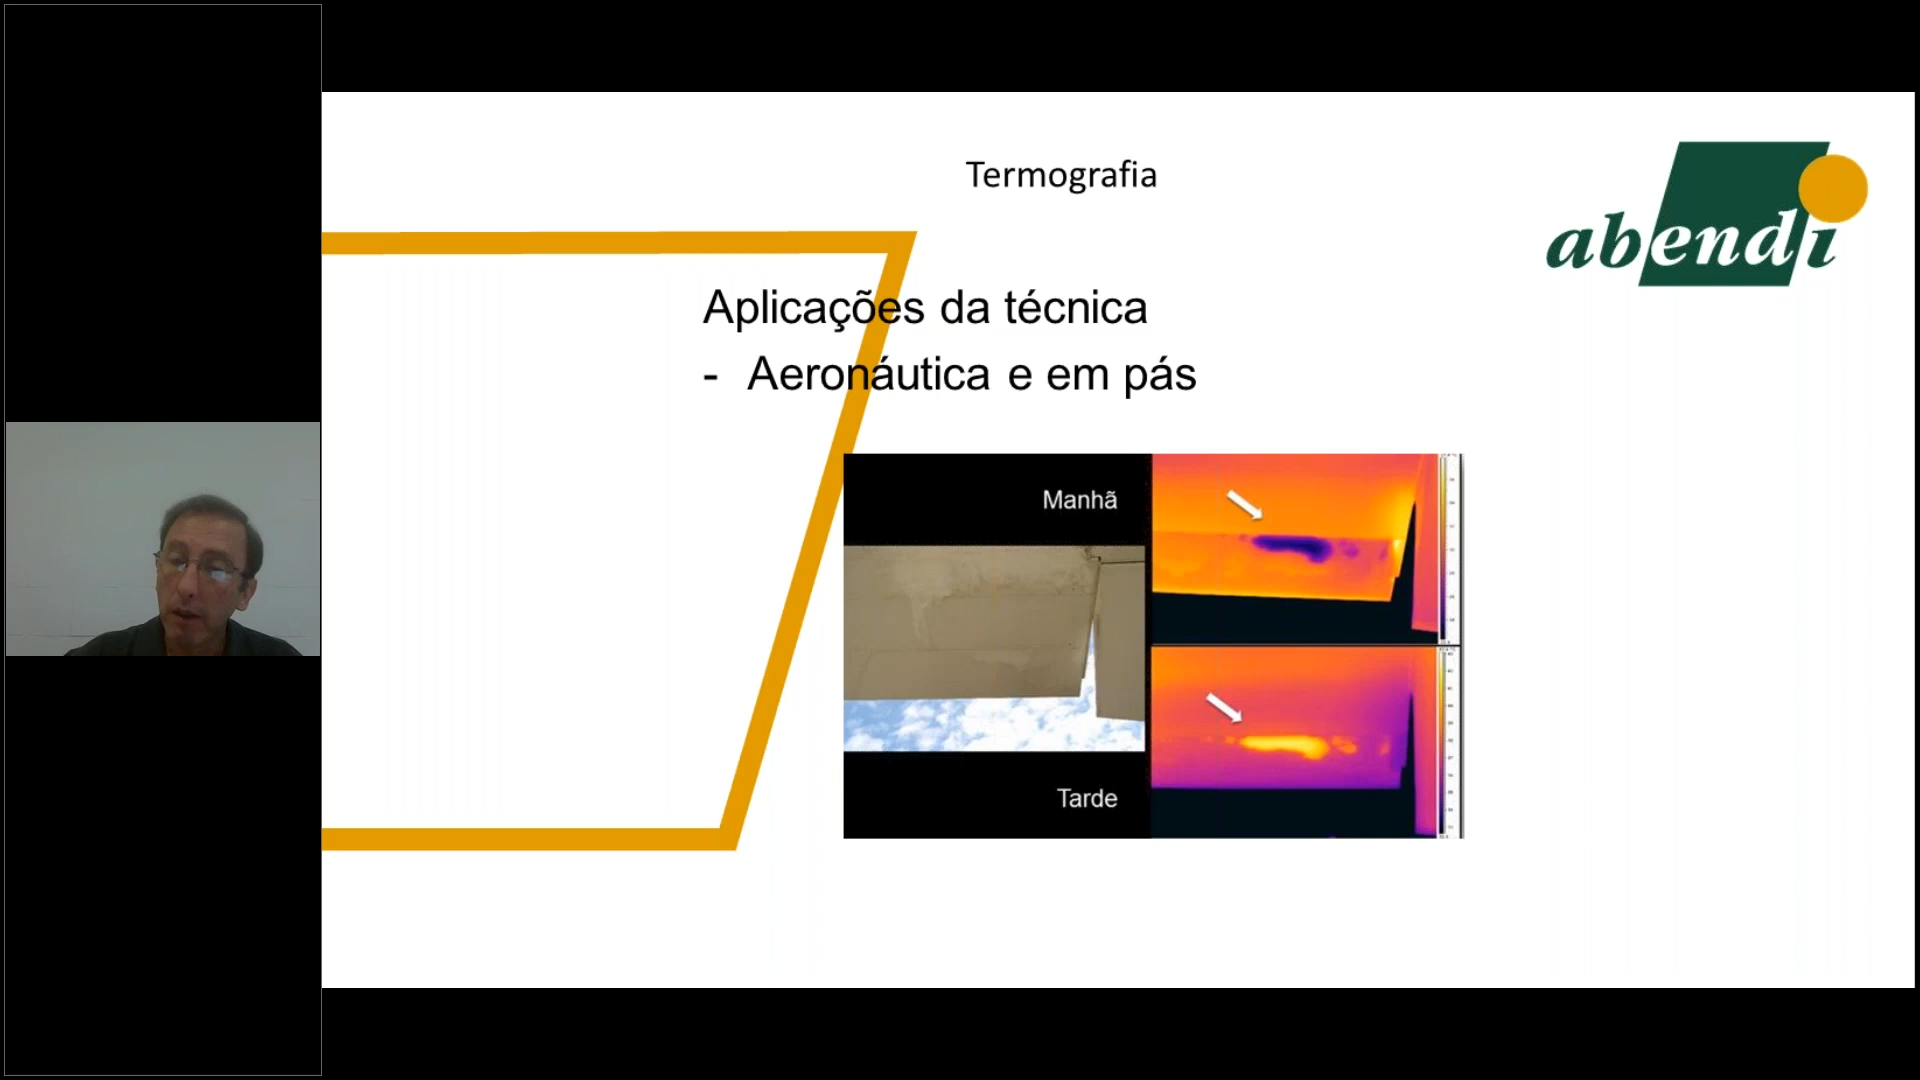 Termografia
abendi
Aplicações da técnica
- Aeronáutica e em pás
Manhã
Tarde